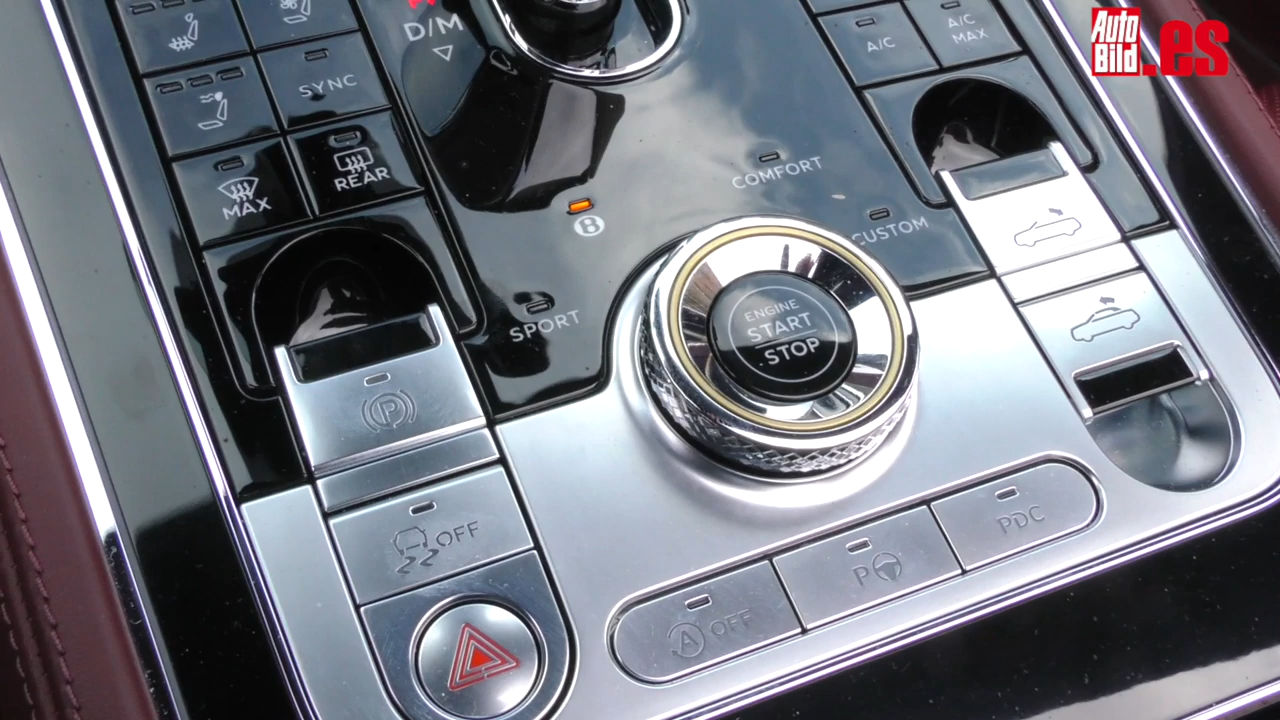 D/M
SYNC
MAX
REAR
A/C
A/C
MAX
COMFORT
B
CUSTOM
SPORT
ENGINE
START
STOP
P
OFF
A OFF
P
PDC
Auto
Bild.es